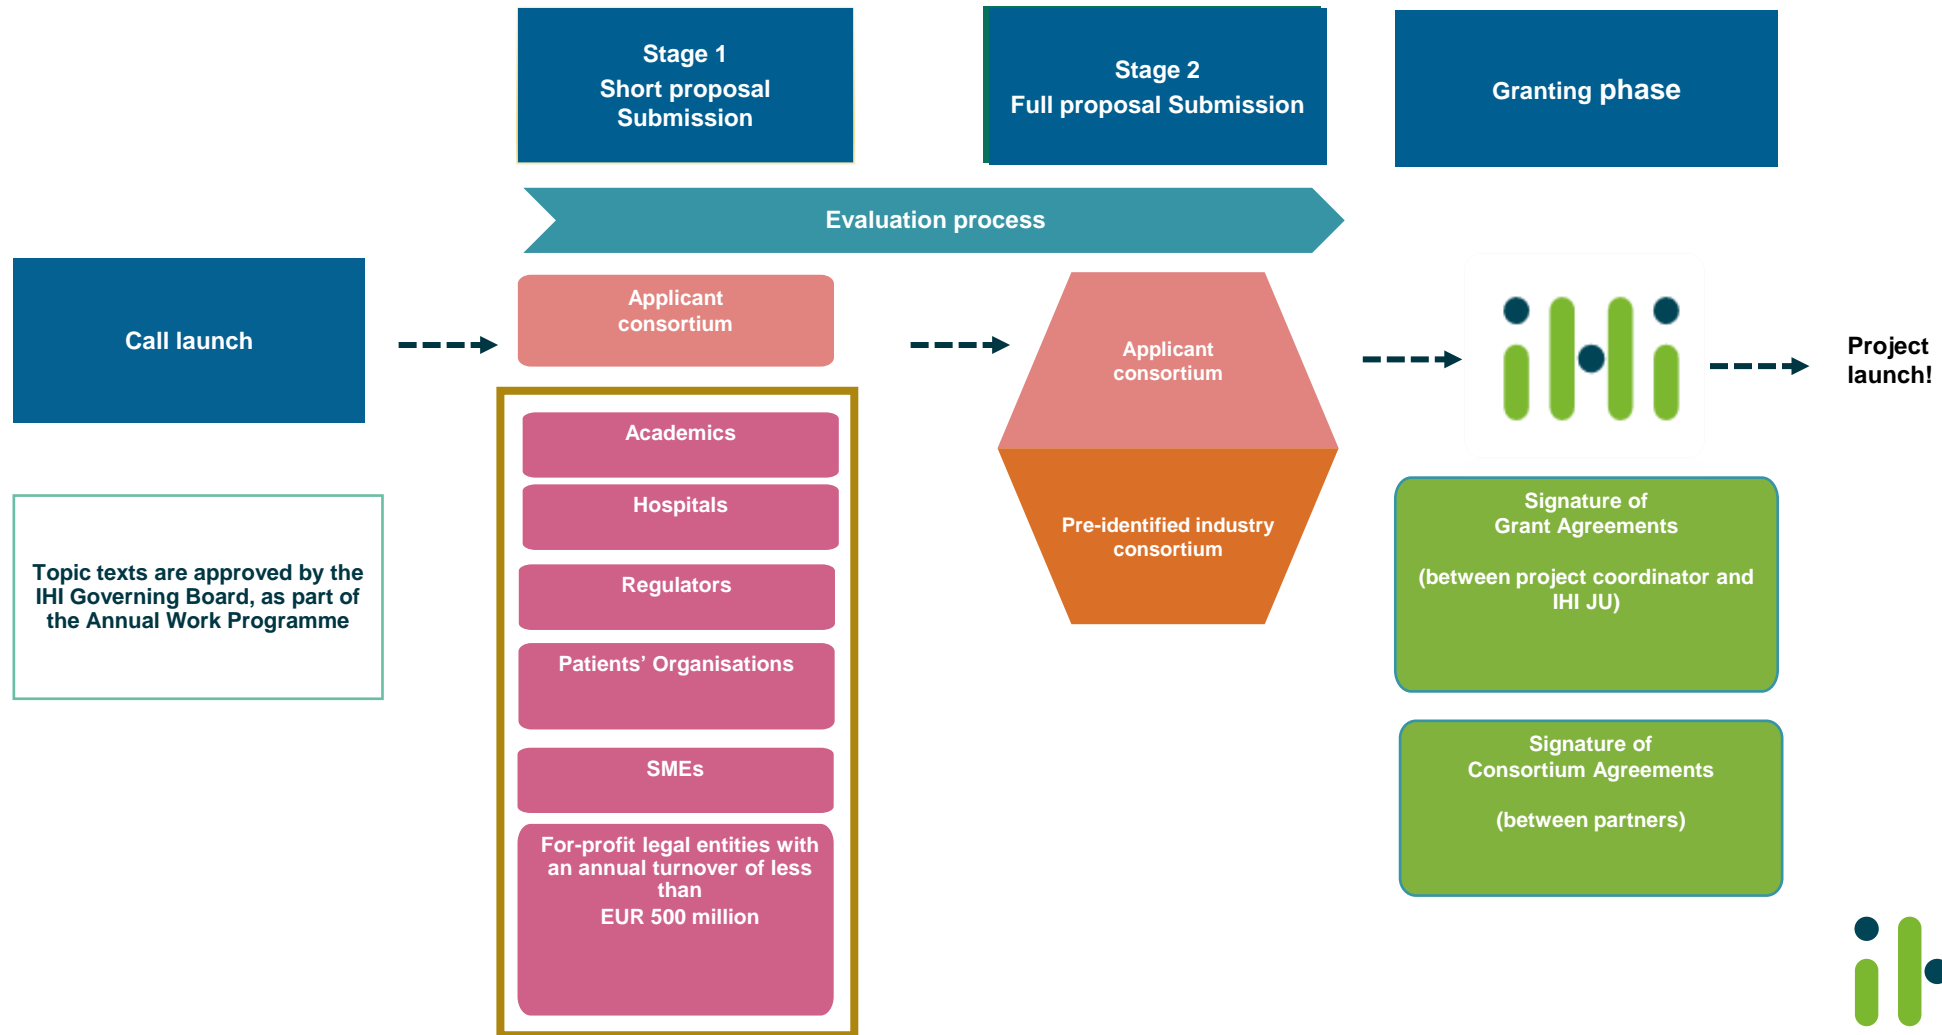 Stage 1
Short proposal
Submission
Stage 2
Full proposal Submission
Granting phase
Evaluation process
Call launch
Applicant
consortium
Applicant
consortium
Project
launch!
Academics
Hospitals
Regulators
Patients’ Organisations
SMEs
For-profit legal entities with
an annual turnover of less
than
EUR 500 million
Topic texts are approved by the
IHI Governing Board, as part of
the Annual Work Programme
Pre-identified industry
consortium
iHi
Signature of
Grant Agreements
(between project coordinator and
IHI JU)
Signature of
Consortium Agreements
(between partners)